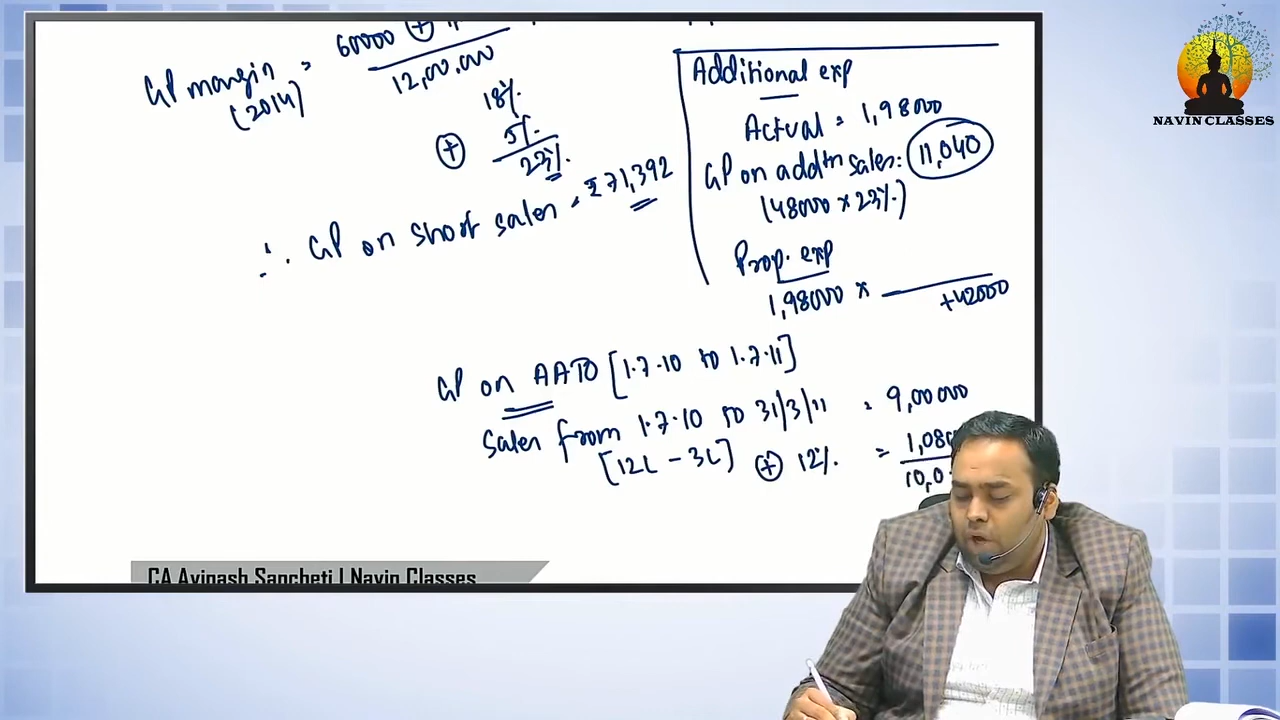 60000 ⊕
GP margin = 12,00,000
(2014)
18%
⊕ 5%
23%
∴ GP on short sales = ₹71,392
Additional exp
Actual = 1,98000
GP on addtn sales: 11,040
(48000 × 23%)
Prop. exp
1,98000 ×
+42000
GP on AATO [1.7.10 to 1.7.11]
Sales from 1.7.10 to 31/3/11 = 9,00000
[12L - 3L] ⊕ 12% = 1,080
10,0
CA Avinash Sancheti | Navin Classes
NAVIN CLASSES